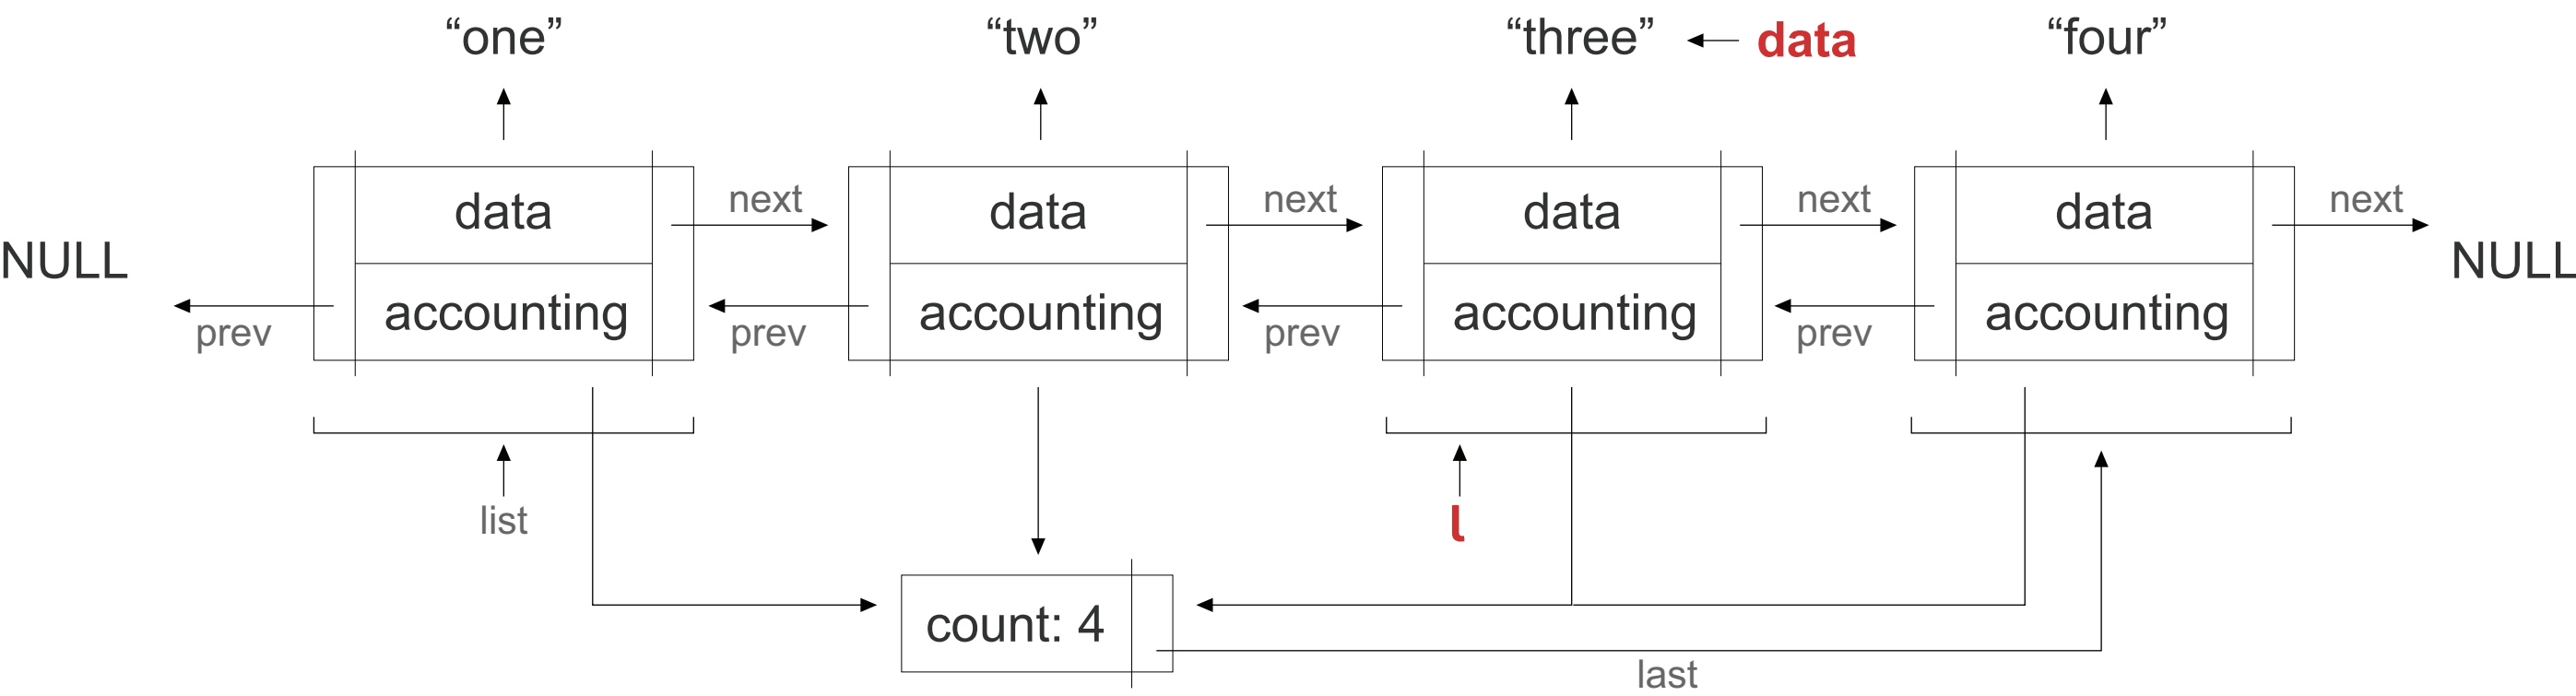 “one” “two” “three” data “four”
data next data next data next data next
NULL NULL
prev accounting prev accounting prev accounting prev accounting
list l
count: 4
last